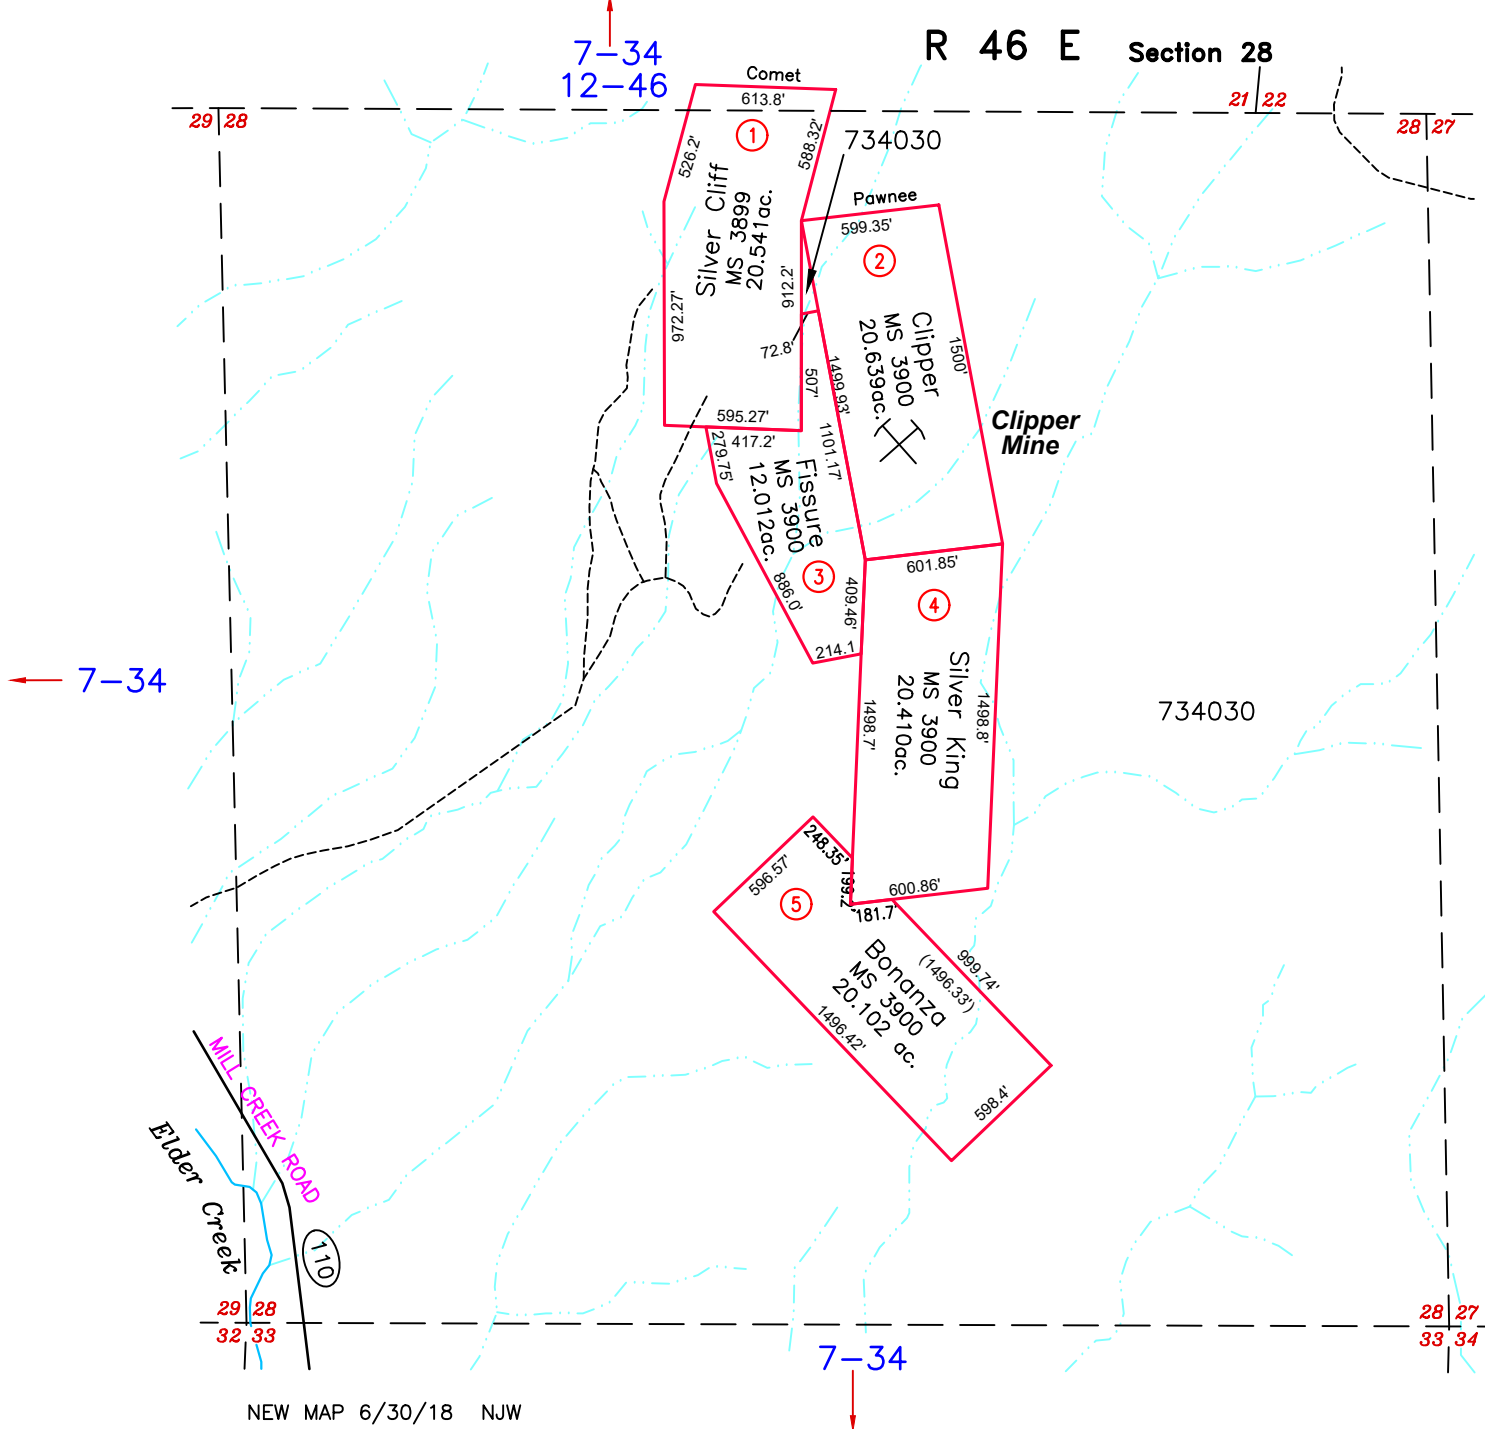 R 46 E Section 28
7-34
12-46
Comet
613.8'
21 22
29 28
28 27
1
734030
526.2'
588.32'
Silver Cliff
MS 3899
20.541ac.
Pawnee
599.35'
2
912.2'
972.27'
72.8'
Clipper
MS 3900
20.639ac.
1500'
1499.93'
507'
595.27'
417.2'
279.75'
1101.17'
Clipper
Mine
Fissure
MS 3900
12.012ac.
3
886.0'
409.46'
214.1
601.85'
4
Silver King
MS 3900
20.410ac.
1498.7'
1498.8'
7-34
734030
248.35'
199.2'
596.57'
600.86'
181.7'
5
Bonanza
MS 3900
20.102 ac.
999.74'
(1496.33')
1496.42'
598.4'
MILL CREEK ROAD
Elder Creek
110
29 28
32 33
28 27
33 34
7-34
NEW MAP 6/30/18 NJW